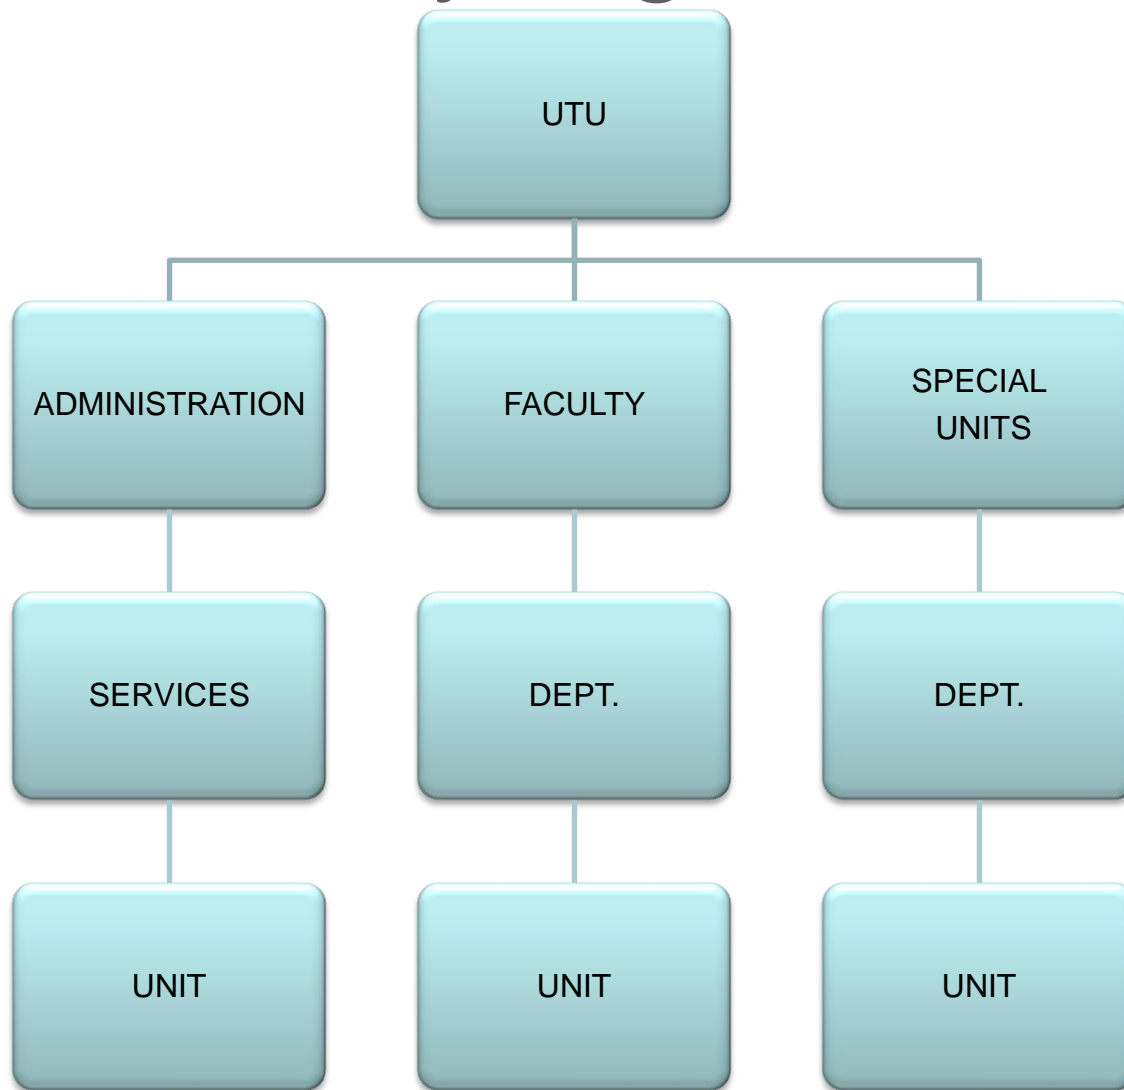 UTU
ADMINISTRATION
FACULTY
SPECIAL
UNITS
SERVICES
DEPT.
DEPT.
UNIT
UNIT
UNIT